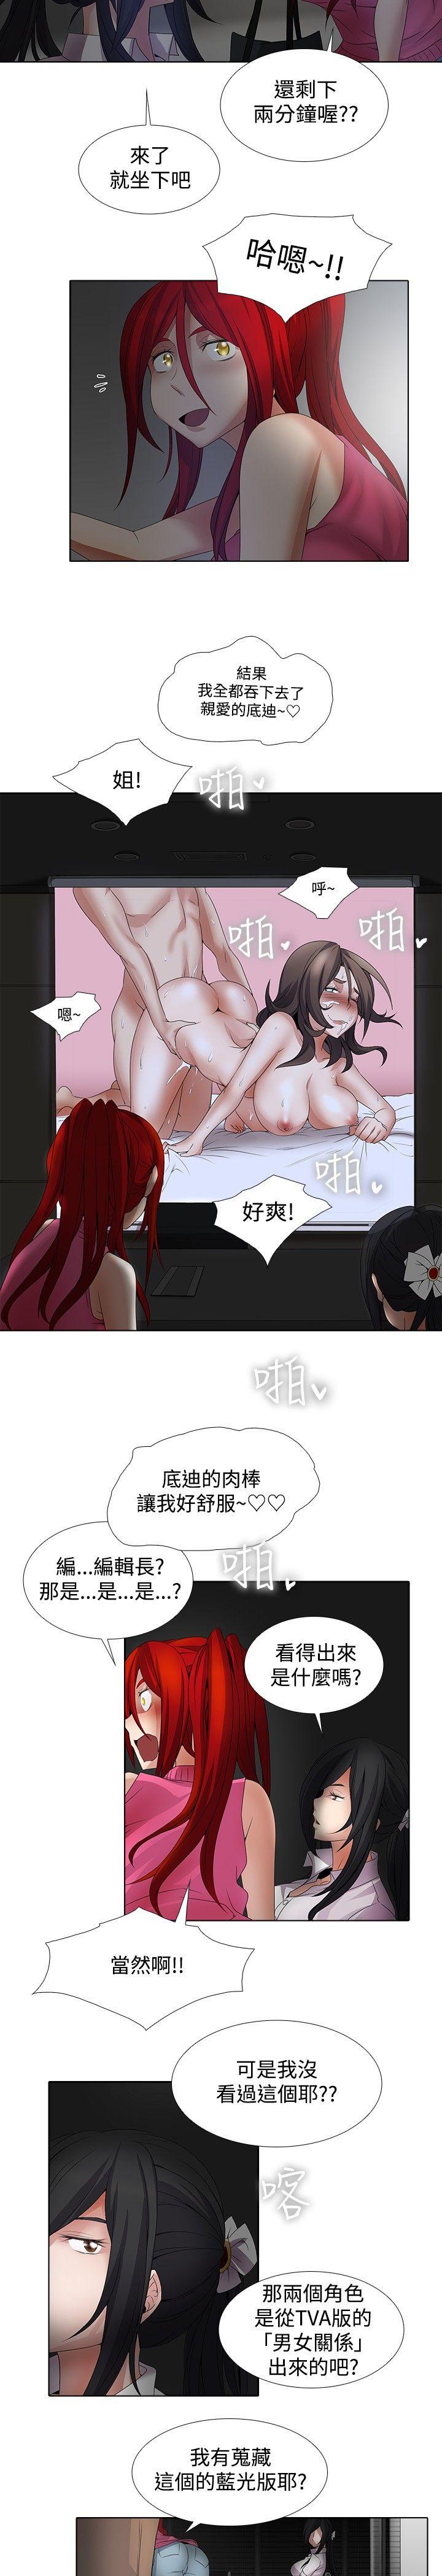 還剩下
兩分鐘喔??
來了
就坐下吧
哈嗯~!!
結果
我全都吞下去了
親愛的底迪~♡
姐!
啪♥
呼~
啪♥
啪♥
嗯~
啪♥
好爽!
啪♥
底迪的肉棒
讓我好舒服~♡♡
啪♥
編...編輯長?
那是...是...是...?
看得出來
是什麼嗎?
當然啊!!
可是我沒
看過這個耶??
喀
那兩個角色
是從TVA版的
「男女關係」
出來的吧?
我有蒐藏
這個的藍光版耶?